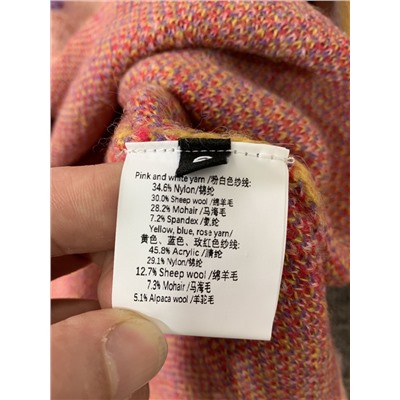 Pink and white yarn /粉白色纱线:
34.6% Nylon/锦纶
30.0% Sheep wool /绵羊毛
28.2% Mohair /马海毛
7.2% Spandex /氨纶
Yellow, blue, rose yarn/
黄色、蓝色、玫红色纱线:
45.8% Acrylic /腈纶
29.1% Nylon/锦纶
12.7% Sheep wool /绵羊毛
7.3% Mohair /马海毛
5.1% Alpaca wool /羊驼毛